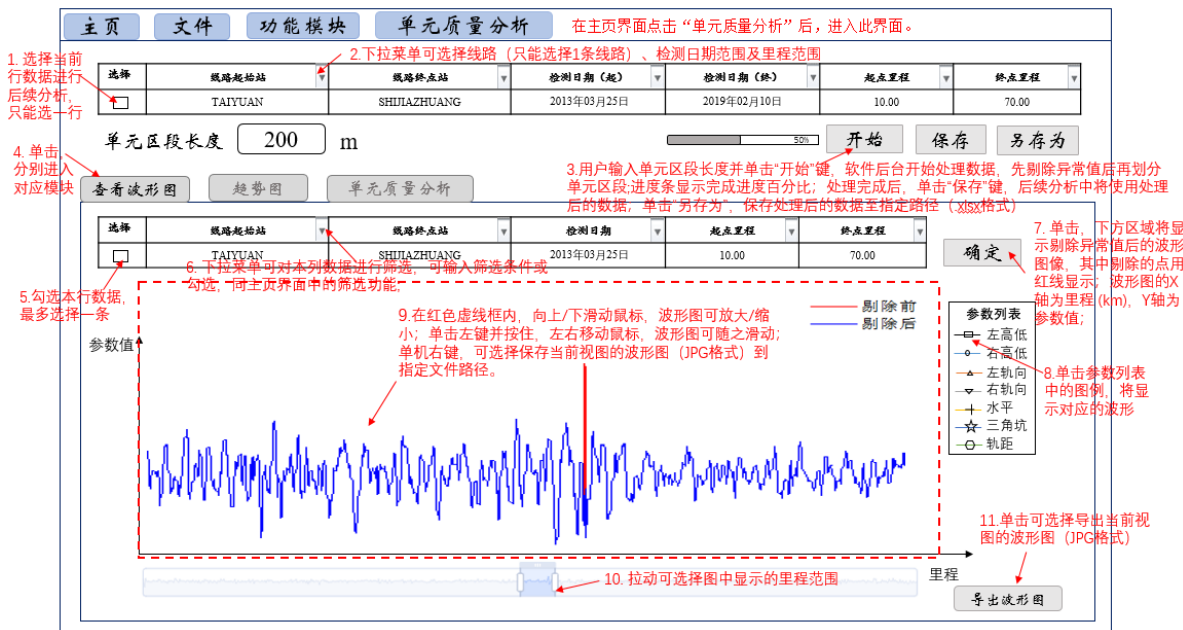 主页 文件 功能模块 单元质量分析 在主页界面点击“单元质量分析”后，进入此界面。
2.下拉菜单可选择线路（只能选择1条线路）、检测日期范围及里程范围
1. 选择当前
行数据进行
后续分析，
只能选一行
选择 线路起始站 线路终点站 检测日期（起） 检测日期（终） 起点里程 终点里程
TAIYUAN SHIJIAZHUANG 2013年03月25日 2019年02月10日 10.00 70.00
单元区段长度 200 m 50% 开始 保存 另存为
3.用户输入单元区段长度并单击“开始”键，软件后台开始处理数据，先剔除异常值后再划分
单元区段;进度条显示完成进度百分比；处理完成后，单击“保存”键，后续分析中将使用处理
后的数据；单击“另存为”，保存处理后的数据至指定路径（.xlsx格式）
4. 单击，
分别进入
对应模块
查看波形图 趋势图 单元质量分析
选择 线路起始站 线路终点站 检测日期 起点里程 终点里程
TAIYUAN SHIJIAZHUANG 2013年03月25日 10.00 70.00
确定
7. 单击，下方区域将显
示剔除异常值后的波形
图像，其中剔除的点用
红线显示；波形图的X
轴为里程 (km)，Y轴为
参数值;
6. 下拉菜单可对本列数据进行筛选，可输入筛选条件或
勾选，同主页界面中的筛选功能;
5.勾选本行数据，
最多选择一条
剔除前
剔除后
9.在红色虚线框内，向上/下滑动鼠标，波形图可放大/缩
小；单击左键并按住，左右移动鼠标，波形图可随之滑动；
单机右键，可选择保存当前视图的波形图（JPG格式）到
指定文件路径。
参数值
参数列表
左高低
右高低
左轨向
右轨向
水平
三角坑
轨距
8.单击参数列表
中的图例，将显
示对应的波形
11.单击可选择导出当前视
图的波形图（JPG格式）
里程
10. 拉动可选择图中显示的里程范围
导出波形图